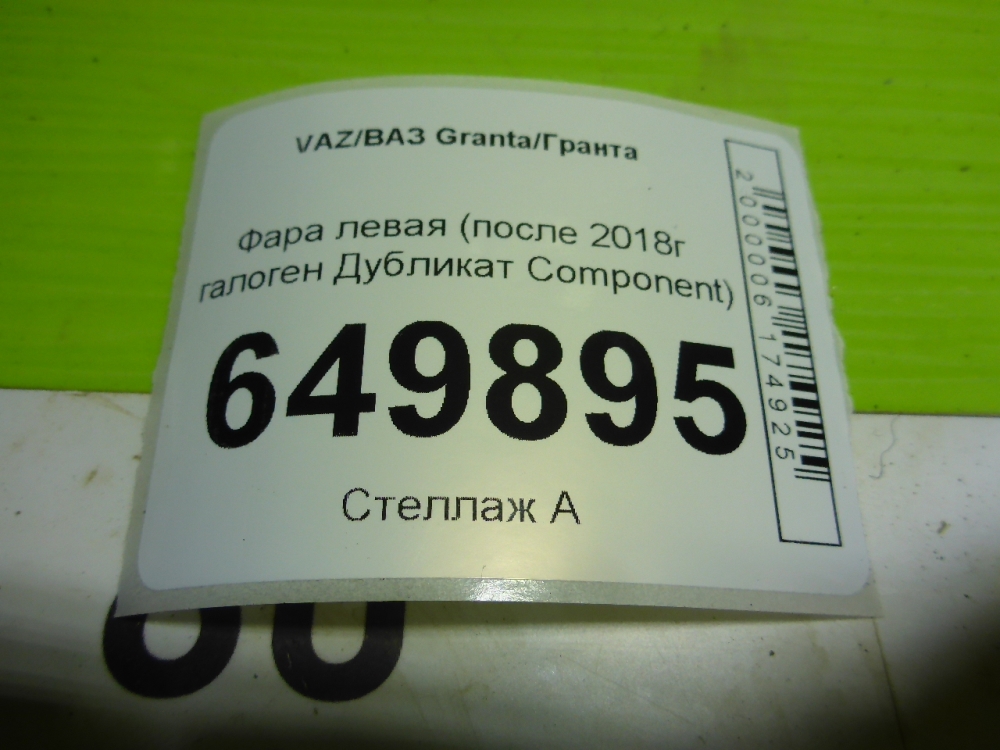 VAZ/ВАЗ Granta/Гранта
Фара левая (после 2018г
галоген Дубликат Component)
649895
Стеллаж А
2000006174925